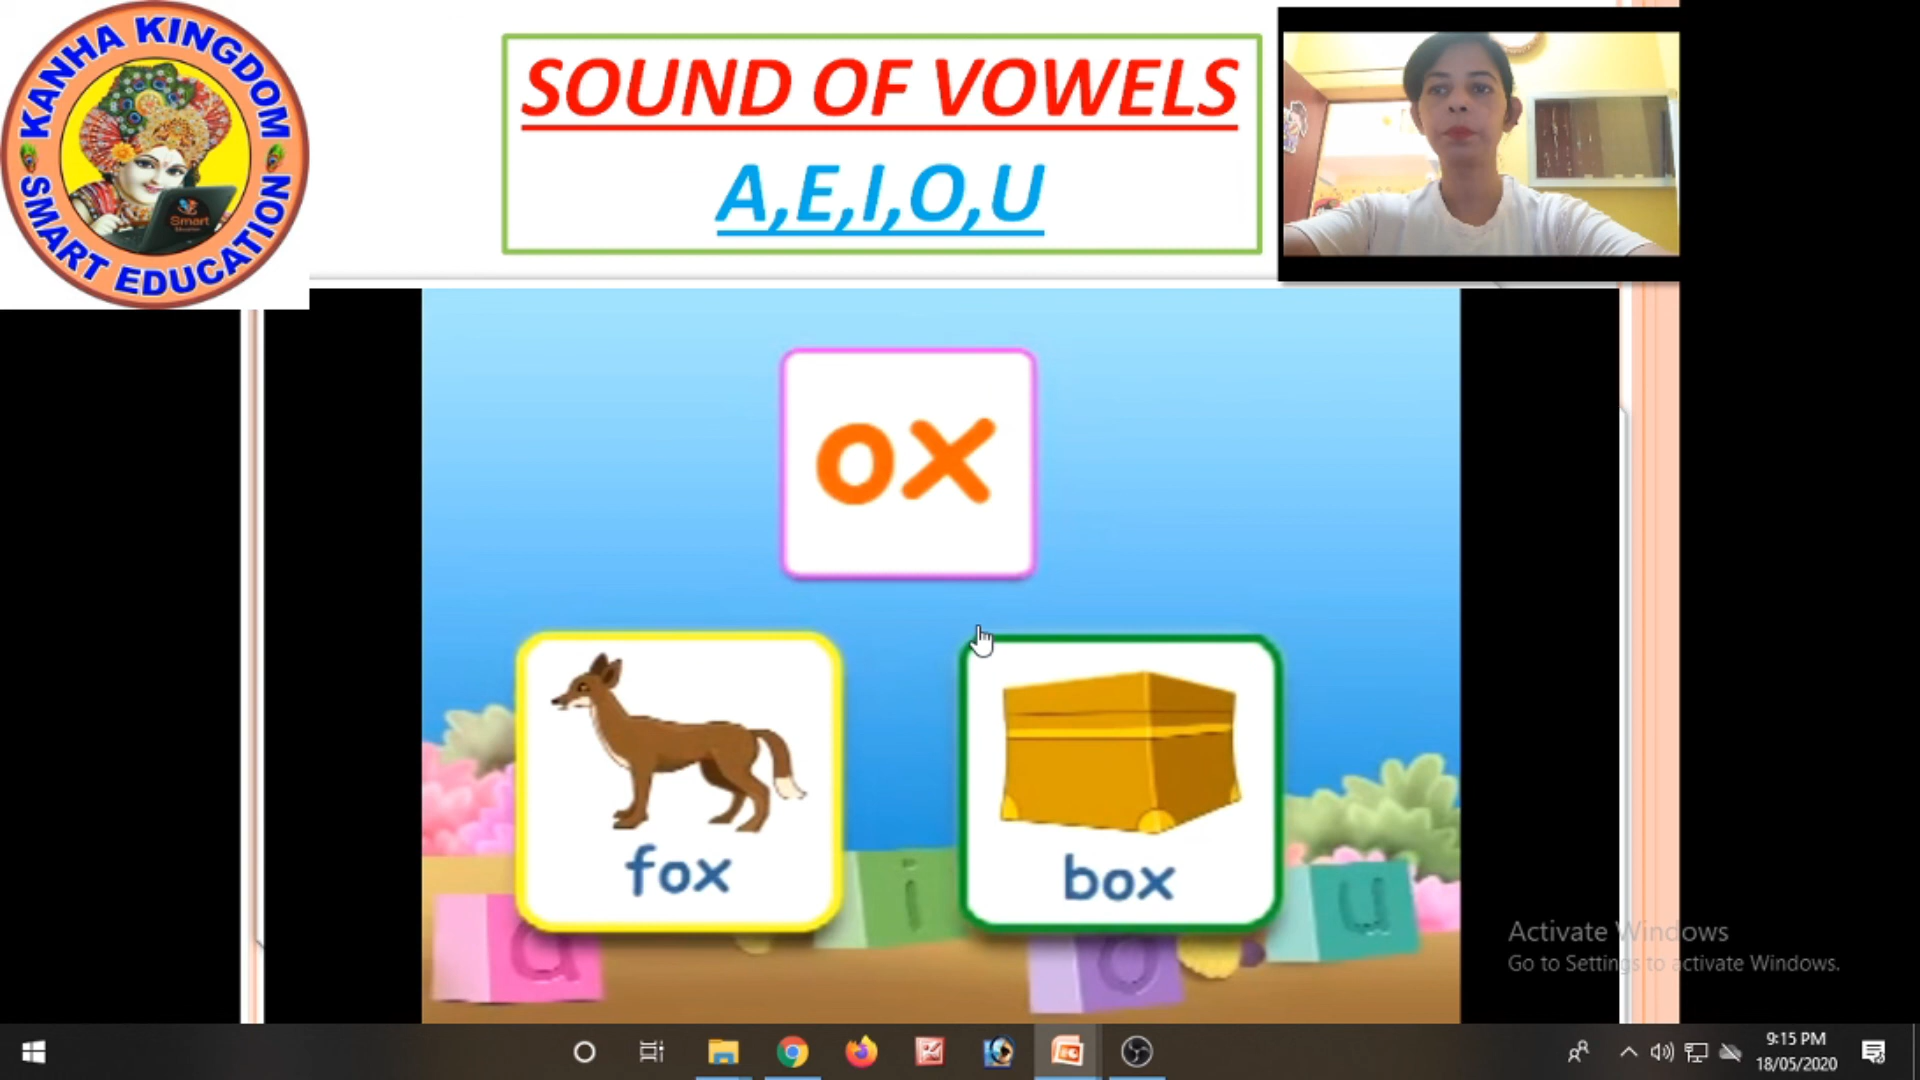 KANHA KINGDOM
SMART EDUCATION
Smart
SOUND OF VOWELS
A,E,I,O,U
ox
fox
box
a
i
o
u
Activate Windows
Go to Settings to activate Windows.
9:15 PM
18/05/2020